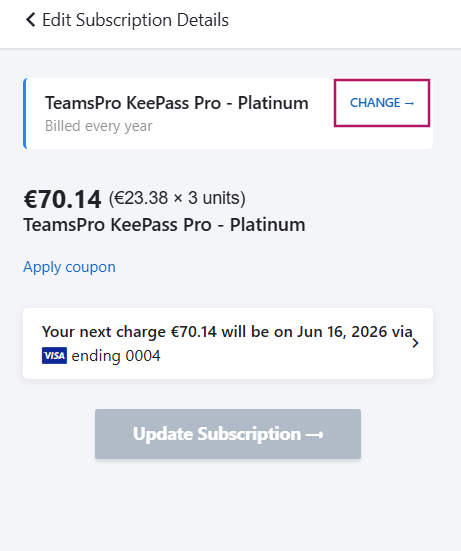 Edit Subscription Details
TeamsPro KeePass Pro - Platinum
CHANGE →
Billed every year
€70.14 (€23.38 × 3 units)
TeamsPro KeePass Pro - Platinum
Apply coupon
Your next charge €70.14 will be on Jun 16, 2026 via
VISA ending 0004
Update Subscription →